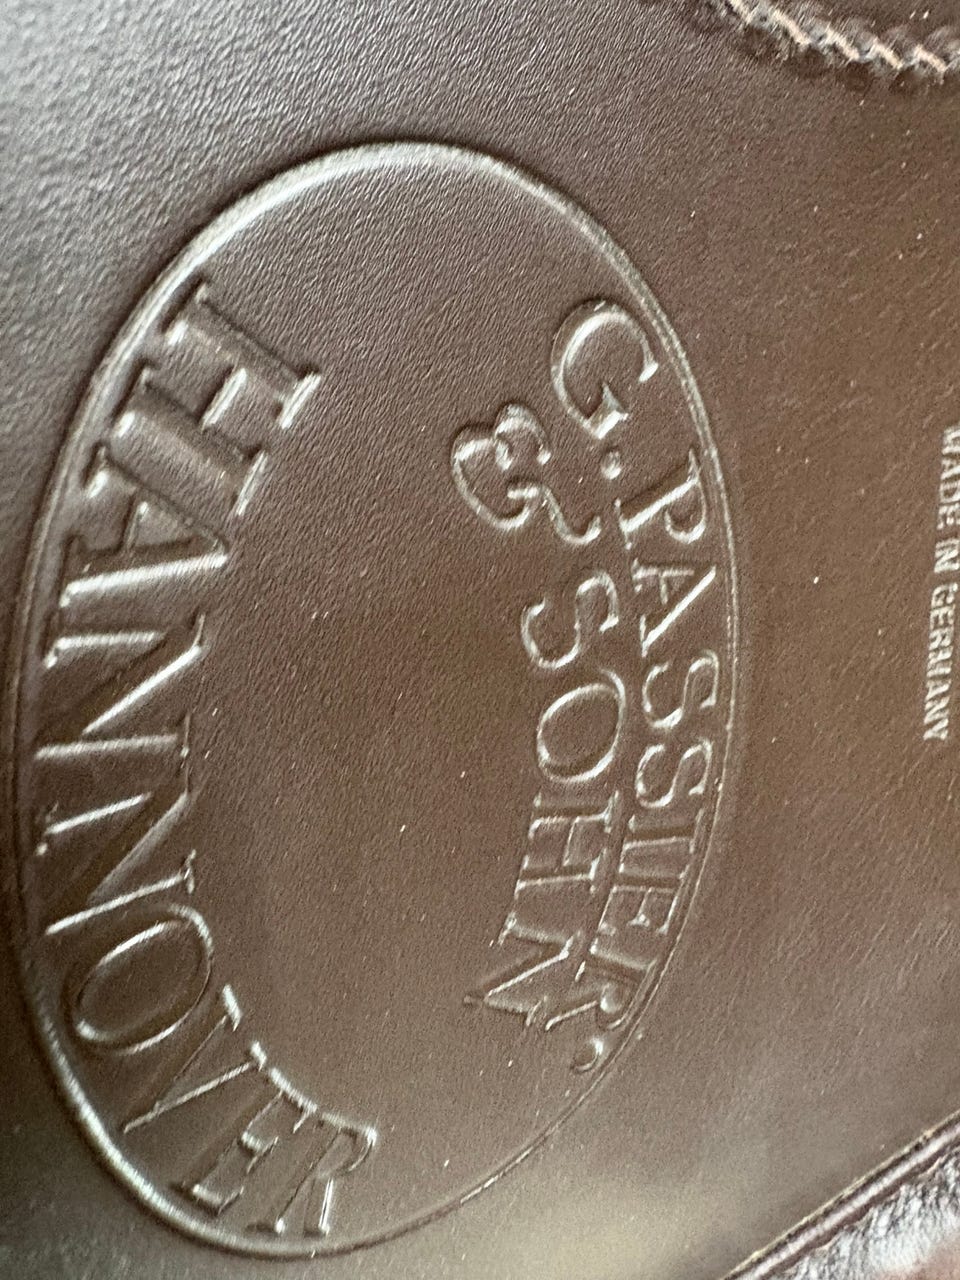 MADE IN GERMANY
G. PASSIER
& SOHN.
HANNOVER